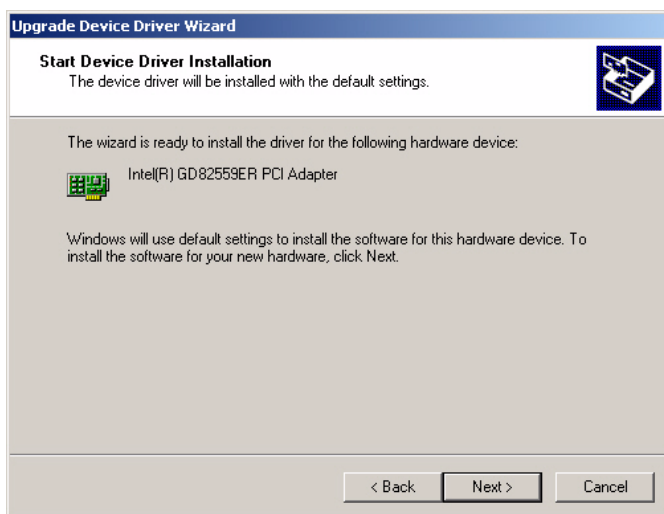 Upgrade Device Driver Wizard
Start Device Driver Installation
The device driver will be installed with the default settings.
The wizard is ready to install the driver for the following hardware device:
Intel(R) GD82559ER PCI Adapter
Windows will use default settings to install the software for this hardware device. To
install the software for your new hardware, click Next.
< Back
Next >
Cancel